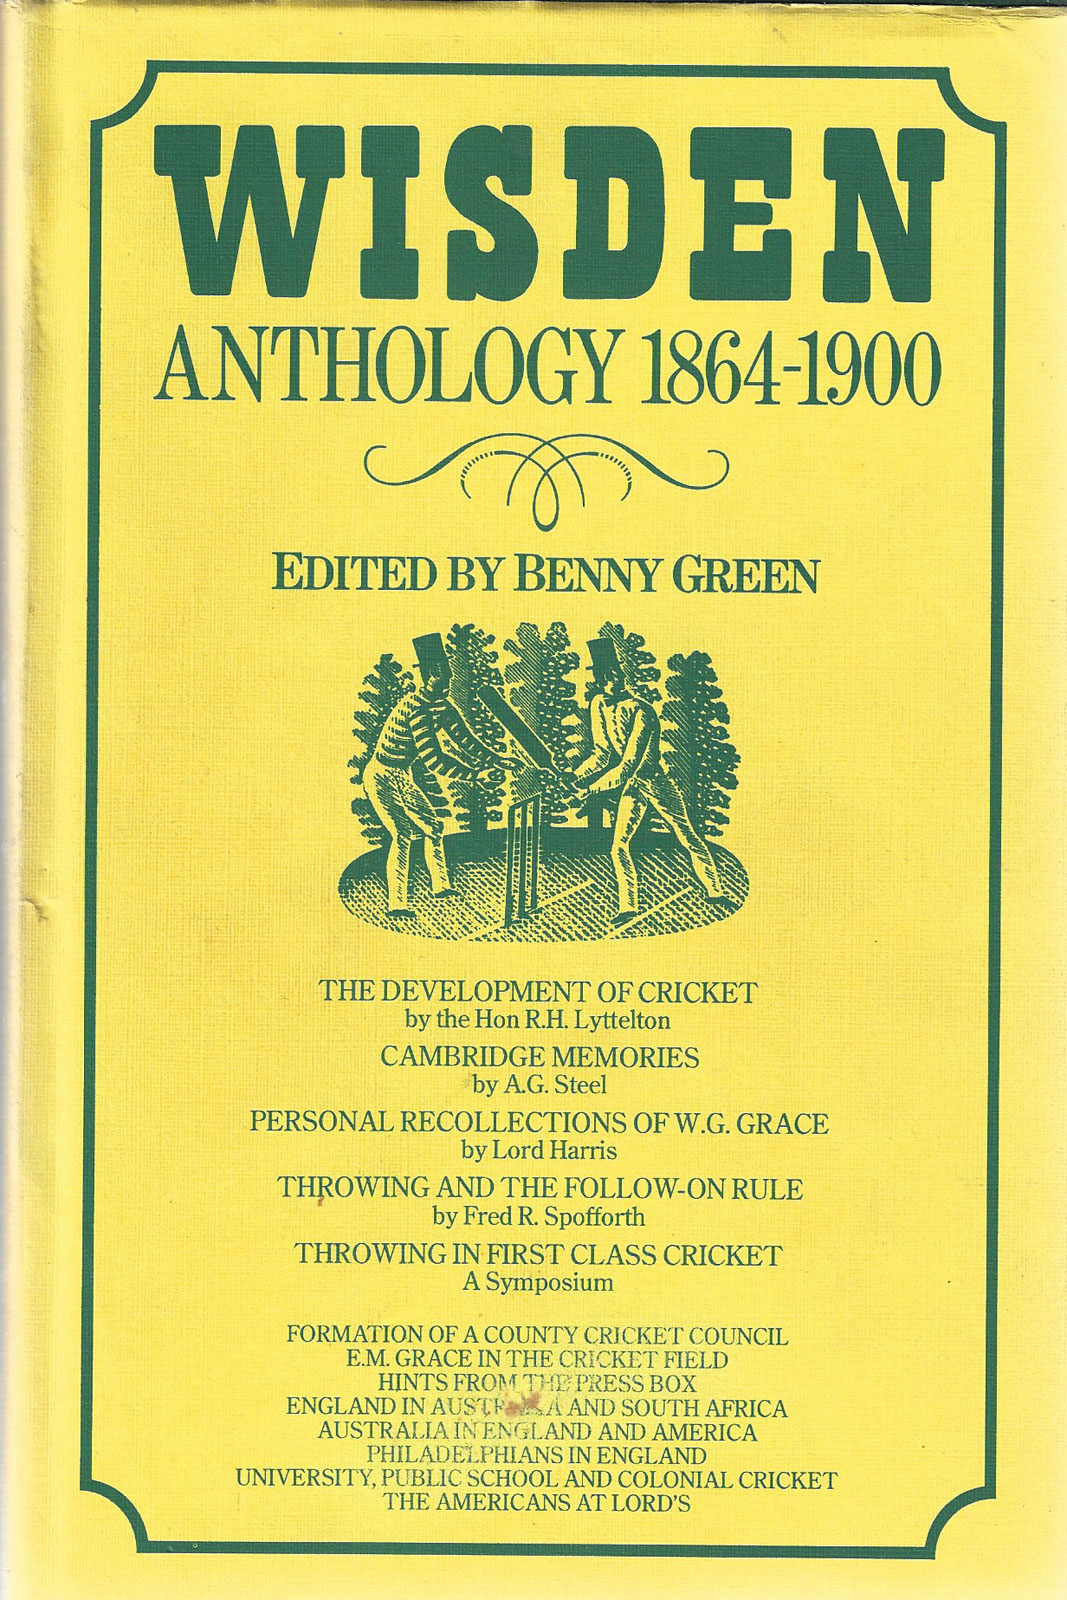 WISDEN
ANTHOLOGY 1864-1900
EDITED BY BENNY GREEN
THE DEVELOPMENT OF CRICKET
by the Hon R.H. Lyttelton
CAMBRIDGE MEMORIES
by A.G. Steel
PERSONAL RECOLLECTIONS OF W.G. GRACE
by Lord Harris
THROWING AND THE FOLLOW-ON RULE
by Fred R. Spofforth
THROWING IN FIRST CLASS CRICKET
A Symposium
FORMATION OF A COUNTY CRICKET COUNCIL
E.M. GRACE IN THE CRICKET FIELD
HINTS FROM THE PRESS BOX
ENGLAND IN AUSTRALIA AND SOUTH AFRICA
AUSTRALIA IN ENGLAND AND AMERICA
PHILADELPHIANS IN ENGLAND
UNIVERSITY, PUBLIC SCHOOL AND COLONIAL CRICKET
THE AMERICANS AT LORD'S